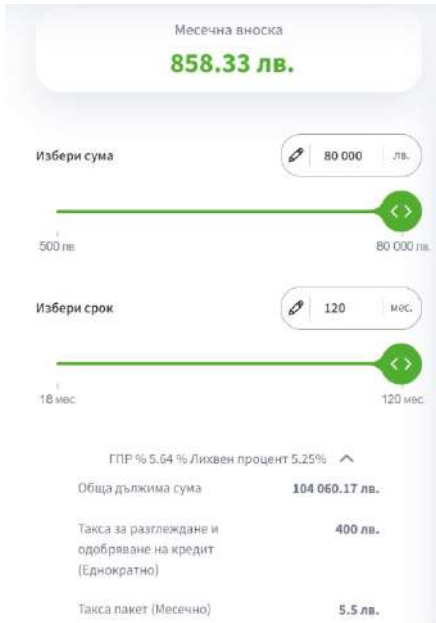 Месечна вноска
858.33 лв.
Избери сума
80 000 лв.
500 лв.
80 000 лв.
Избери срок
120 мес.
18 мес
120 мес.
ГПР % 5.64 % Лихвен процент 5.25%
Обща дължима сума 104 060.17 лв.
Такса за разглеждане и 400 лв.
одобряване на кредит
(Еднократно)
Такса пакет (Месечно) 5.5 лв.